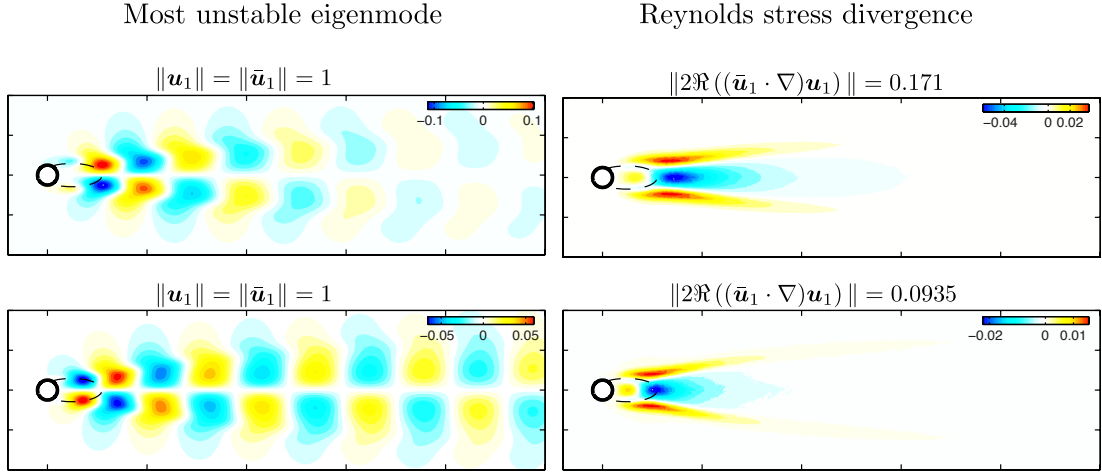 Most unstable eigenmode
Reynolds stress divergence
‖u₁‖ = ‖ū₁‖ = 1
−0.1 0 0.1
‖2ℜ((ū₁ · ∇)u₁)‖ = 0.171
−0.04 0 0.02
‖u₁‖ = ‖ū₁‖ = 1
−0.05 0 0.05
‖2ℜ((ū₁ · ∇)u₁)‖ = 0.0935
−0.02 0 0.01